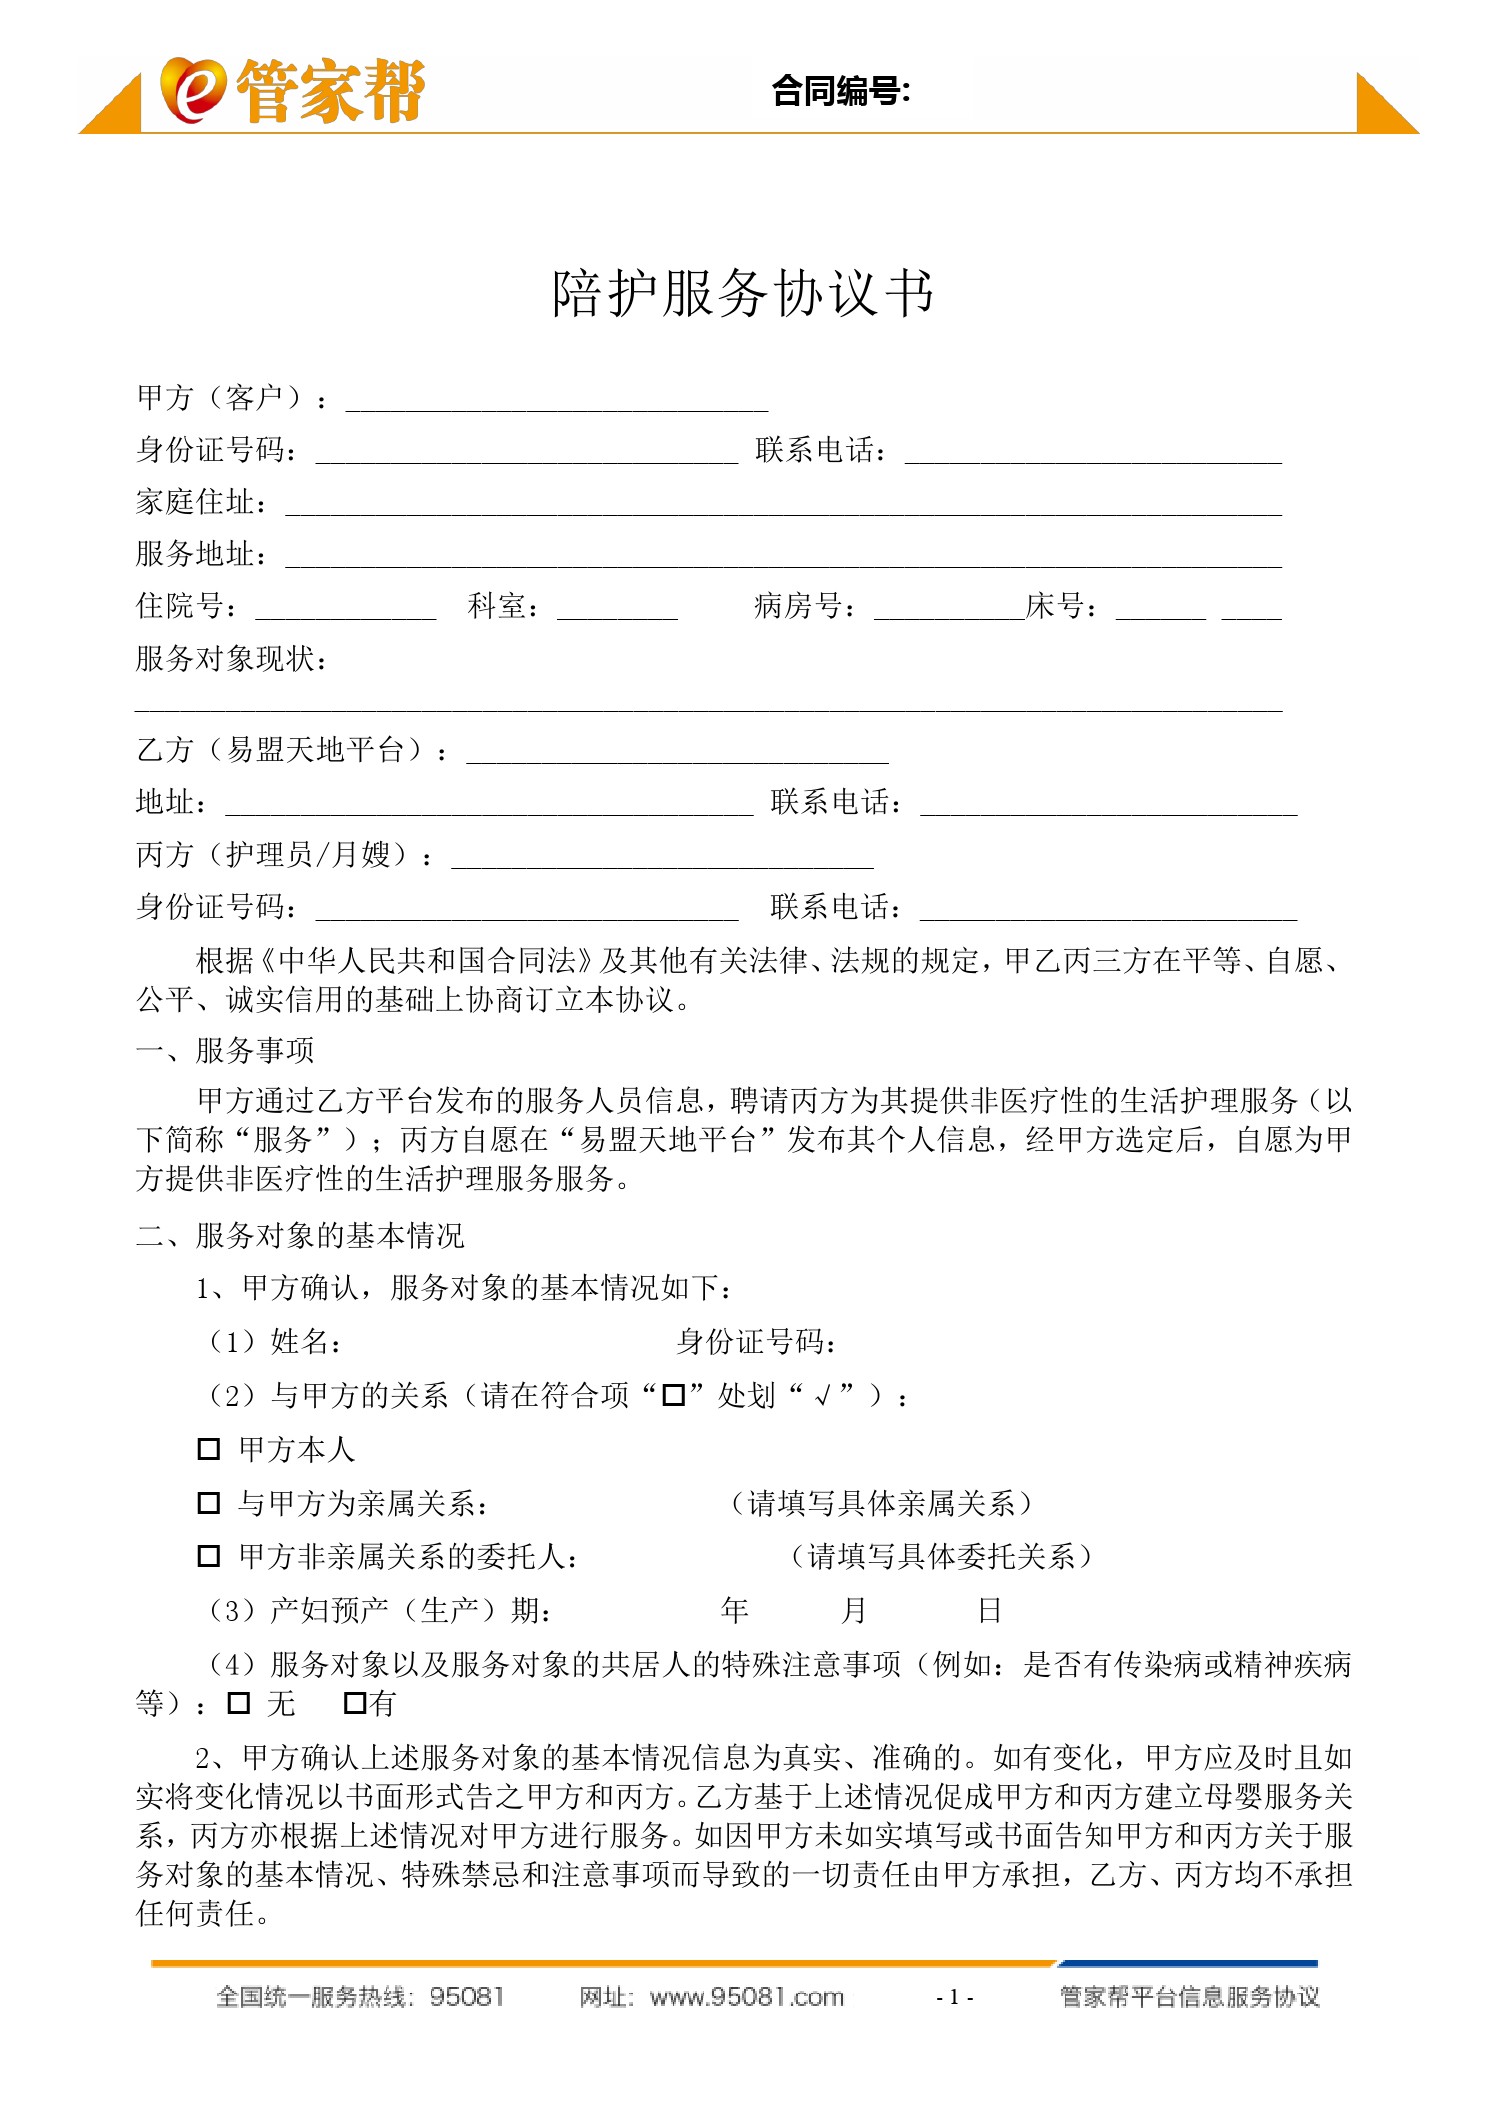 管家帮
合同编号:
陪护服务协议书
甲方（客户）：____________________________
身份证号码：____________________________ 联系电话：_________________________
家庭住址：__________________________________________________________________
服务地址：__________________________________________________________________
住院号：____________ 科室：________ 病房号：__________床号：______ ____
服务对象现状：
____________________________________________________________________________
乙方（易盟天地平台）：____________________________
地址：___________________________________ 联系电话：_________________________
丙方（护理员/月嫂）：____________________________
身份证号码：____________________________ 联系电话：_________________________
根据《中华人民共和国合同法》及其他有关法律、法规的规定，甲乙丙三方在平等、自愿、
公平、诚实信用的基础上协商订立本协议。
一、服务事项
甲方通过乙方平台发布的服务人员信息，聘请丙方为其提供非医疗性的生活护理服务（以
下简称“服务”）；丙方自愿在“易盟天地平台”发布其个人信息，经甲方选定后，自愿为甲
方提供非医疗性的生活护理服务服务。
二、服务对象的基本情况
1、甲方确认，服务对象的基本情况如下：
（1）姓名： 身份证号码：
（2）与甲方的关系（请在符合项“□”处划“√”）：
□ 甲方本人
□ 与甲方为亲属关系： （请填写具体亲属关系）
□ 甲方非亲属关系的委托人： （请填写具体委托关系）
（3）产妇预产（生产）期： 年 月 日
（4）服务对象以及服务对象的共居人的特殊注意事项（例如：是否有传染病或精神疾病
等）：□ 无 □有
2、甲方确认上述服务对象的基本情况信息为真实、准确的。如有变化，甲方应及时且如
实将变化情况以书面形式告之甲方和丙方。乙方基于上述情况促成甲方和丙方建立母婴服务关
系，丙方亦根据上述情况对甲方进行服务。如因甲方未如实填写或书面告知甲方和丙方关于服
务对象的基本情况、特殊禁忌和注意事项而导致的一切责任由甲方承担，乙方、丙方均不承担
任何责任。
全国统一服务热线：95081 网址：www.95081.com - 1 - 管家帮平台信息服务协议